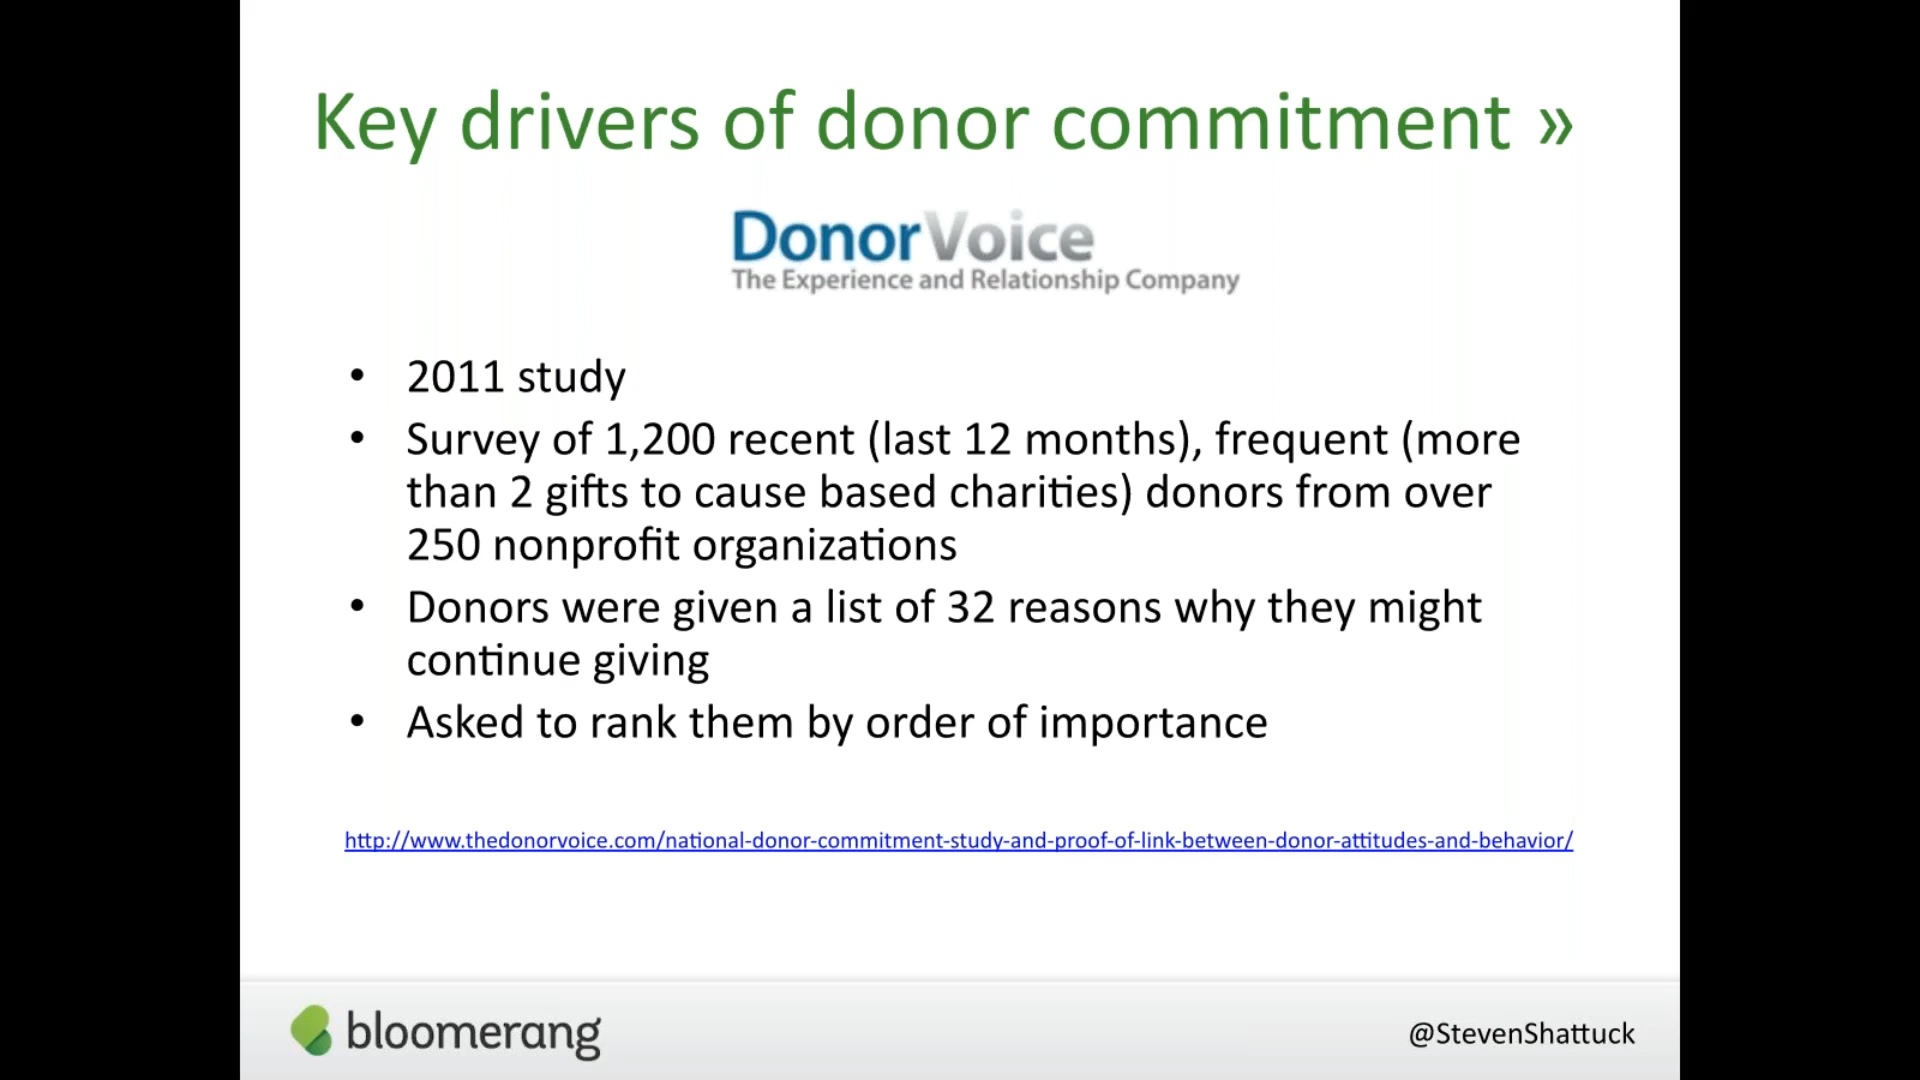 Key drivers of donor commitment »
DonorVoice
The Experience and Relationship Company
• 2011 study
• Survey of 1,200 recent (last 12 months), frequent (more
than 2 gifts to cause based charities) donors from over
250 nonprofit organizations
• Donors were given a list of 32 reasons why they might
continue giving
• Asked to rank them by order of importance
http://www.thedonorvoice.com/national-donor-commitment-study-and-proof-of-link-between-donor-attitudes-and-behavior/
bloomerang
@StevenShattuck